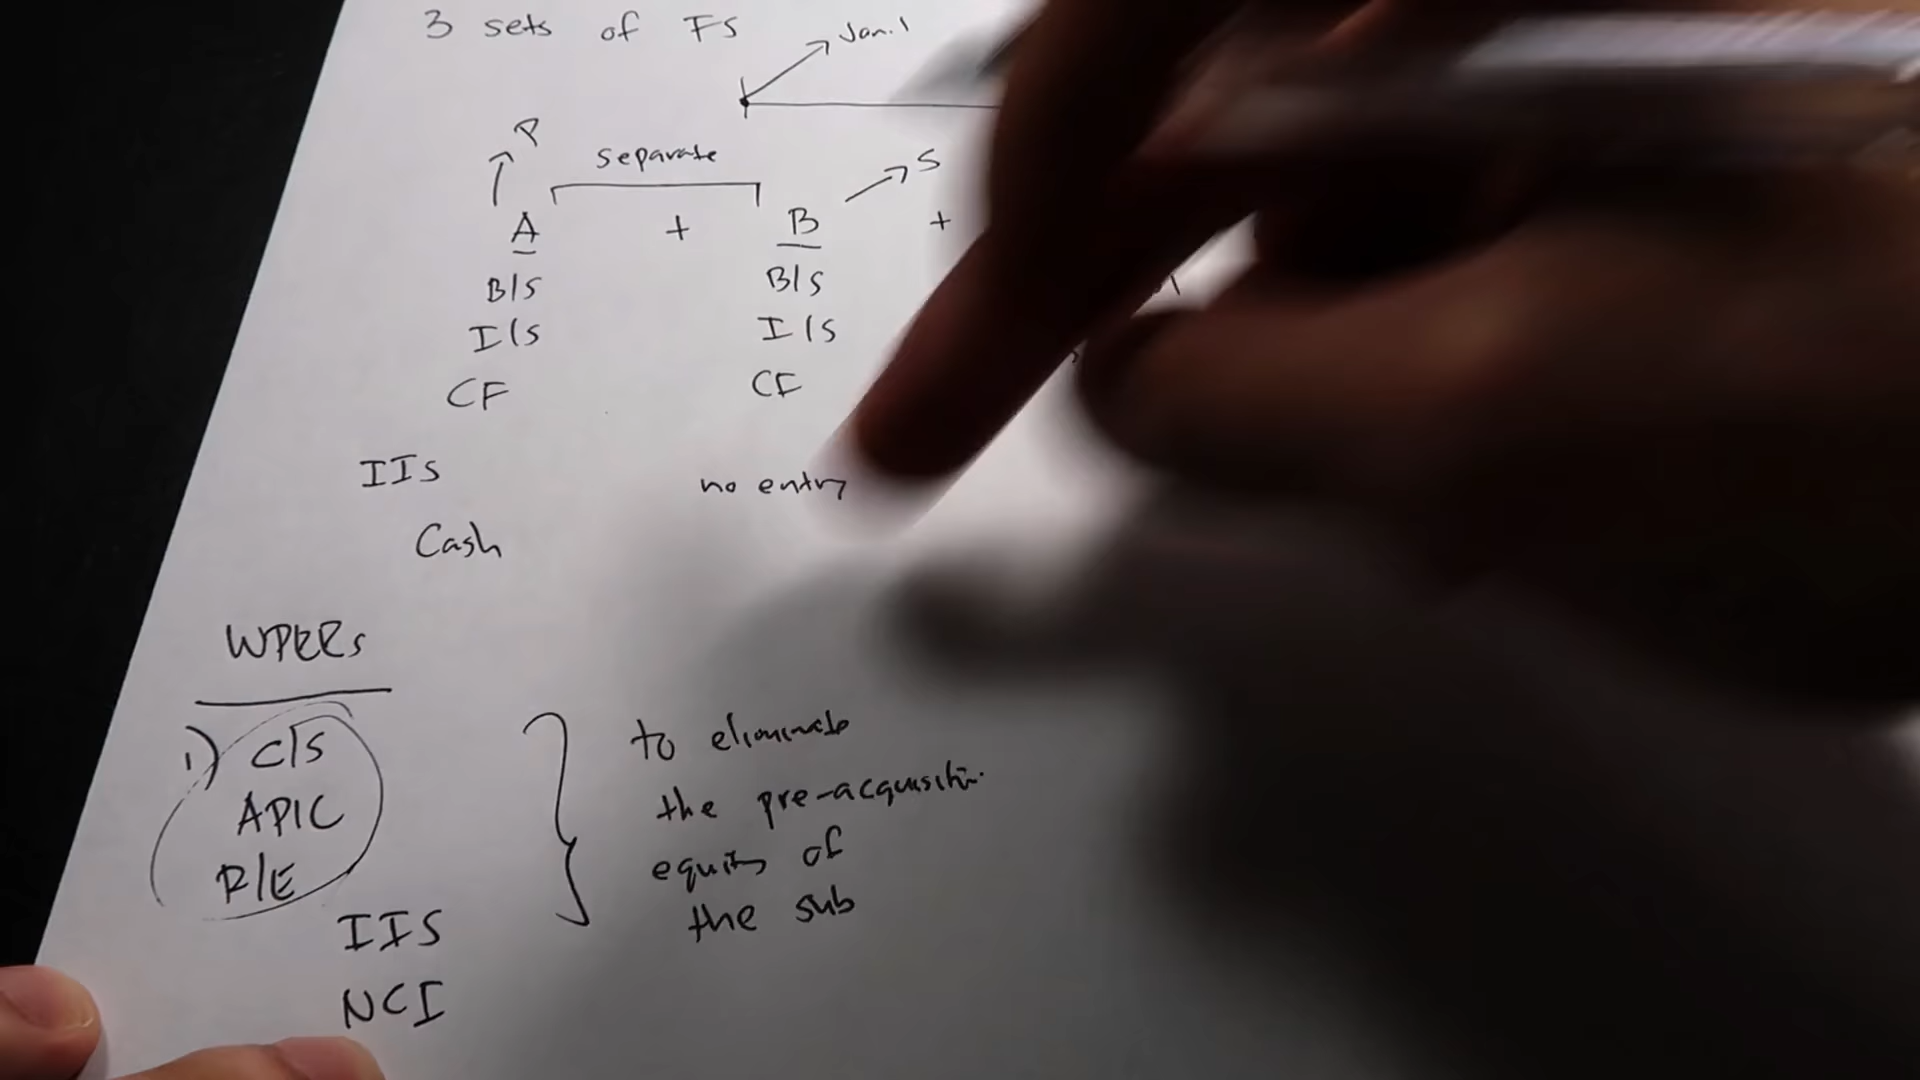 3 sets of FS
Jan. 1
P
separate
S
A + B +
B/S B/S
I/S I/S
CF CF
IIS no entry
Cash
WPEEs
1) C/S
APIC
R/E
IIS
NCI
to eliminate
the pre-acquisition
equity of
the sub